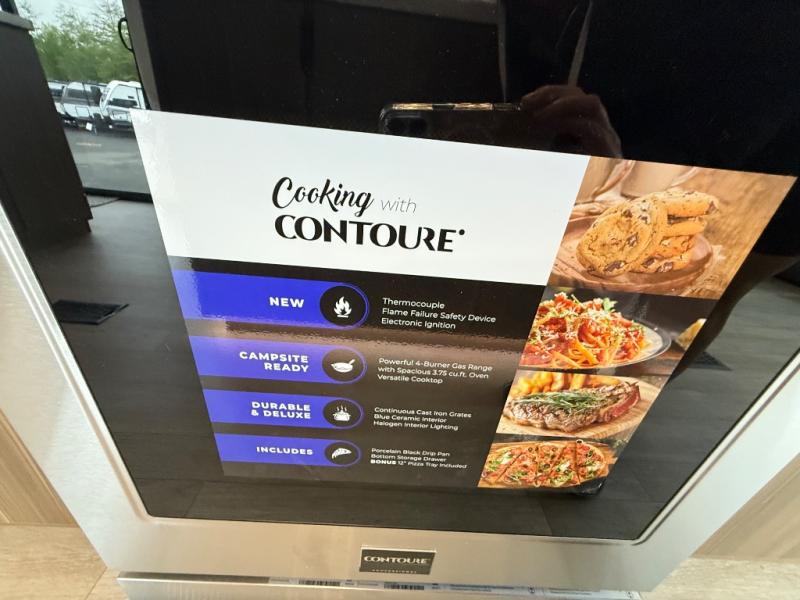 Cooking with
CONTOURE
NEW
Thermocouple
Flame Failure Safety Device
Electronic Ignition
CAMPSITE
READY
Powerful 4-Burner Gas Range
with Spacious 3.75 cu.ft. Oven
Versatile Cooktop
DURABLE
& DELUXE
Continuous Cast Iron Grates
Blue Ceramic Interior
Halogen Interior Lighting
INCLUDES
Porcelain Black Drip Pan
Bottom Storage Drawer
BONUS 12" Pizza Tray Included
CONTOURE
PROFESSIONAL